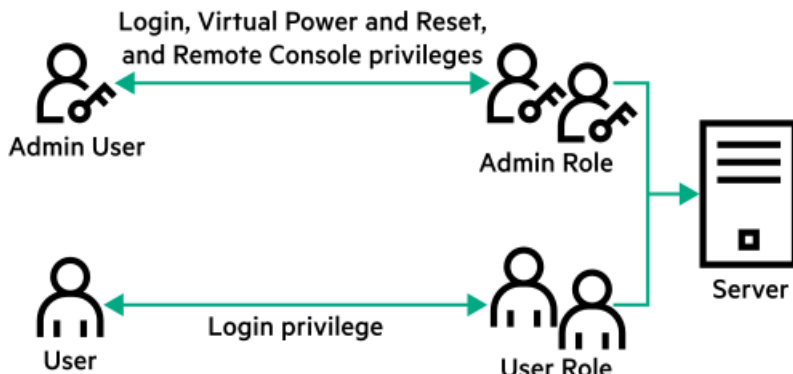 Login, Virtual Power and Reset,
and Remote Console privileges
Admin User
Admin Role
Server
Login privilege
User
User Role